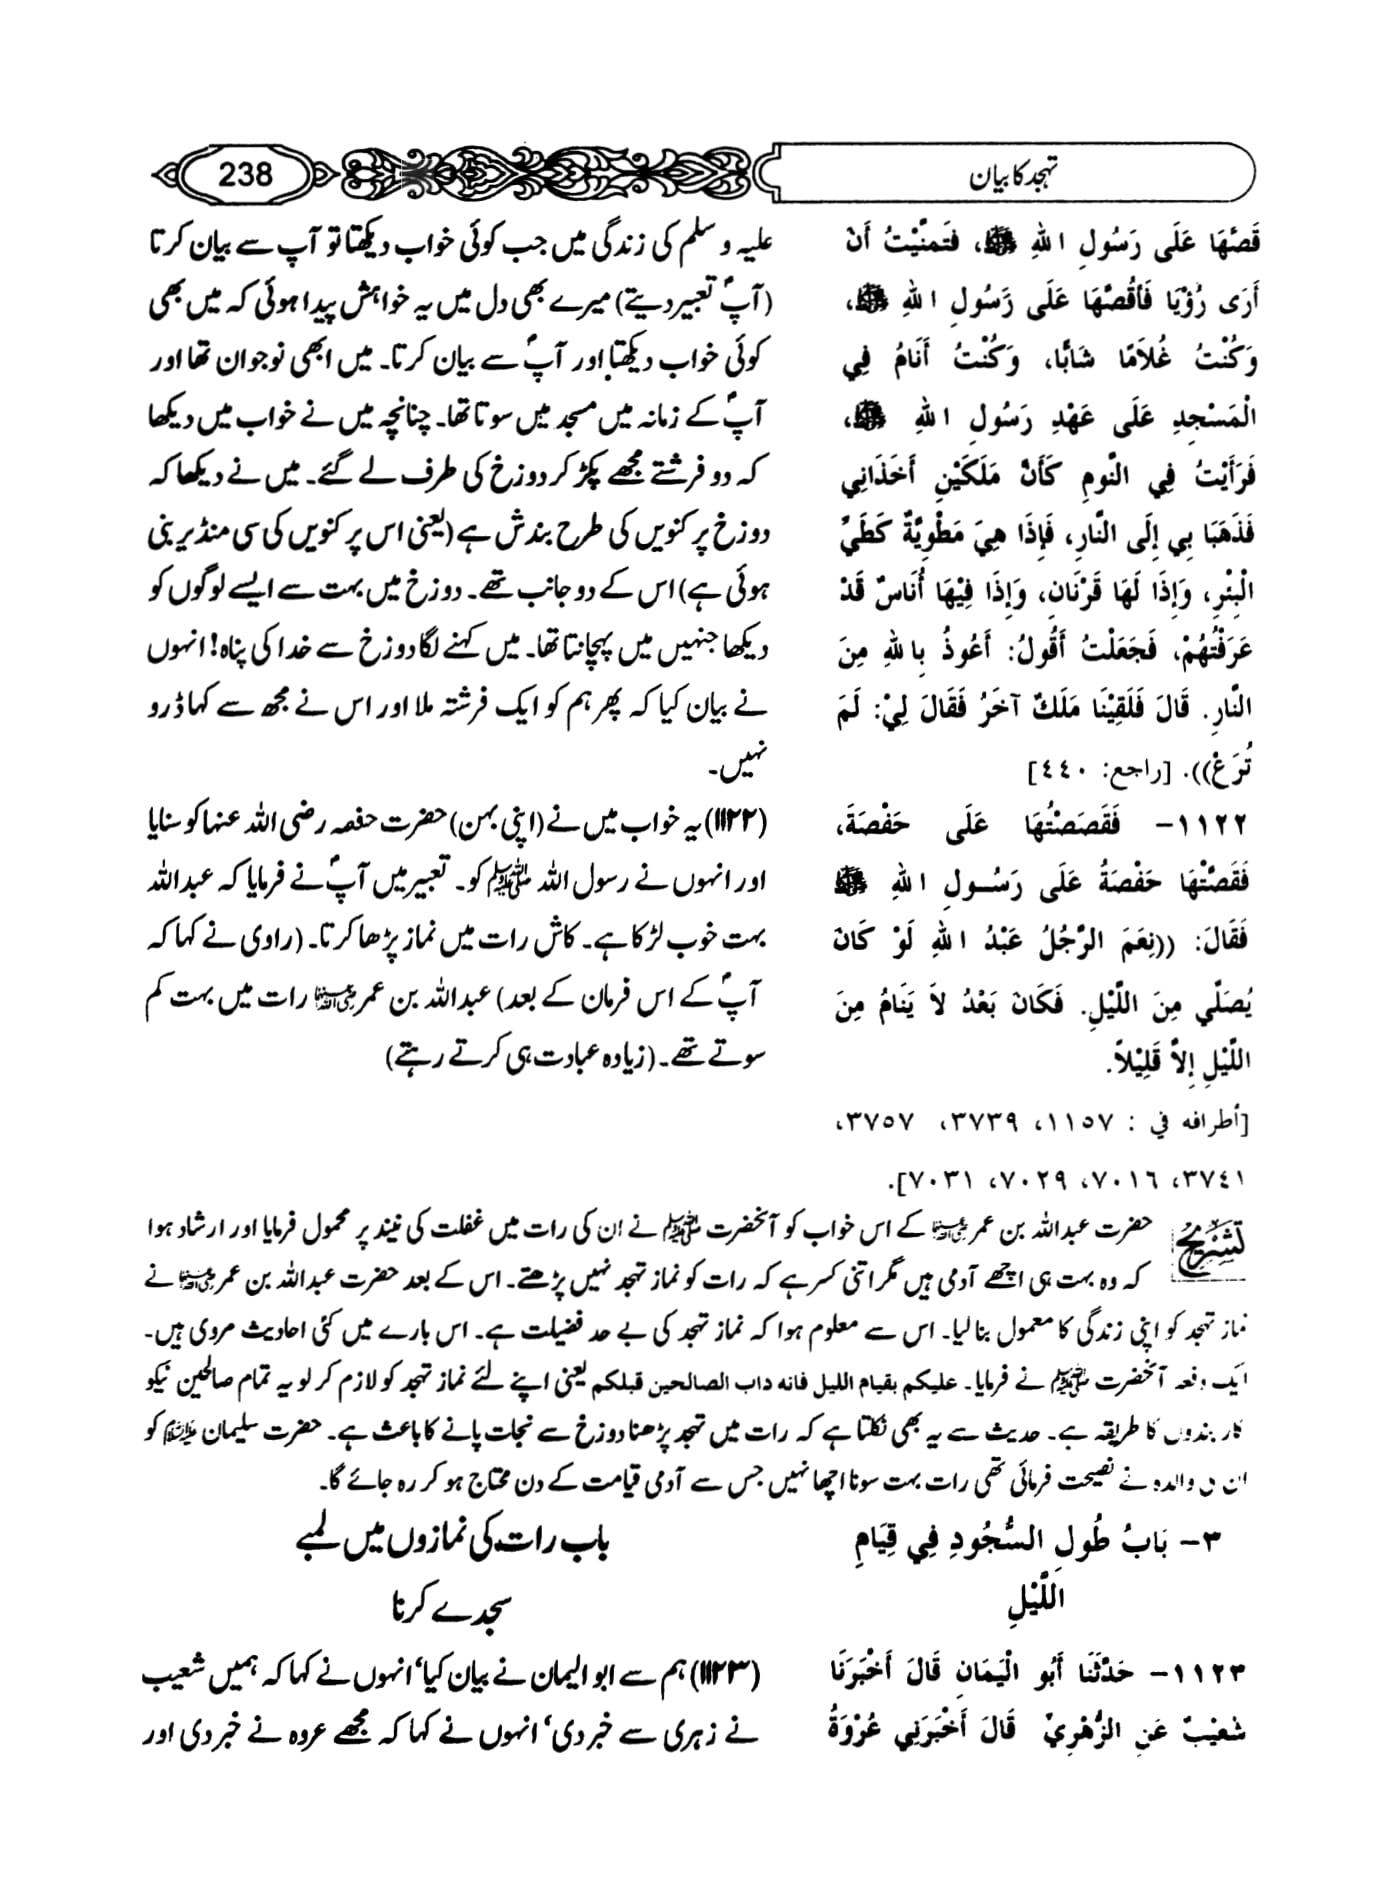 تہجد کا بیان
238
قَصَّهَا عَلَى رَسُولِ اللهِ ﷺ، فَتَمنَّيْتُ أَنْ
أَرَى رُؤْيَا فَأَقُصَّهَا عَلَى رَسُولِ اللهِ ﷺ،
وَكُنْتُ غُلاَمًا شَابًّا، وَكُنْتُ أَنَامُ فِي
الْمَسْجِدِ عَلَى عَهْدِ رَسُولِ اللهِ ﷺ،
فَرَأَيْتُ فِي النَّومِ كَأَنَّ مَلَكَيْنِ أَخَذَانِي
فَذَهَبَا بِي إِلَى النَّارِ، فَإِذَا هِيَ مَطْوِيَّةٌ كَطَيِّ
الْبِئْرِ، وَإِذَا لَهَا قَرْنَانِ، وَإِذَا فِيْهَا أُنَاسٌ قَدْ
عَرَفْتُهُمْ، فَجَعَلْتُ أَقُولُ: أَعُوذُ بِاللهِ مِنَ
النَّارِ. قَالَ فَلَقِيْنَا مَلَكٌ آخَرُ فَقَالَ لِيْ: لَمْ
تُرَعْ)). [راجع: ٤٤٠]
١١٢٢- فَقَصَصْتُهَا عَلَى حَفْصَةَ،
فَقَصَّتْهَا حَفْصَةُ عَلَى رَسُولِ اللهِ ﷺ
فَقَالَ: ((نِعَمَ الرَّجُلُ عَبْدُ اللهِ لَوْ كَانَ
يُصَلِّي مِنَ اللَّيْلِ. فَكَانَ بَعْدُ لاَ يَنَامُ مِنَ
اللَّيْلِ إِلاَّ قَلِيْلاً.
[أطرافه في : ١١٥٧، ٣٧٣٩، ٣٧٥٧،
٣٧٤١، ٧٠١٦، ٧٠٢٩، ٧٠٣١].
علیہ وسلم کی زندگی میں جب کوئی خواب دیکھتا تو آپ سے بیان کرتا
(آپؐ تعبیر دیتے) میرے بھی دل میں یہ خواہش پیدا ہوئی کہ میں بھی
کوئی خواب دیکھتا اور آپؐ سے بیان کرتا۔ میں ابھی نوجوان تھا اور
آپؐ کے زمانہ میں مسجد میں سوتا تھا۔ چنانچہ میں نے خواب میں دیکھا
کہ دو فرشتے مجھے پکڑ کر دوزخ کی طرف لے گئے۔ میں نے دیکھا کہ
دوزخ پر کنویں کی طرح بندش ہے (یعنی اس پر کنویں کی سی منڈیر بنی
ہوئی ہے) اس کے دو جانب تھے۔ دوزخ میں بہت سے ایسے لوگوں کو
دیکھا جنہیں میں پہچانتا تھا۔ میں کہنے لگا دوزخ سے خدا کی پناہ! انہوں
نے بیان کیا کہ پھر ہم کو ایک فرشتہ ملا اور اس نے مجھ سے کہا ڈرو
نہیں۔
(۱۱۲۲) یہ خواب میں نے (اپنی بہن) حضرت حفصہ رضی اللہ عنہا کو سنایا
اور انہوں نے رسول اللہ ﷺ کو۔ تعبیر میں آپؐ نے فرمایا کہ عبداللہ
بہت خوب لڑکا ہے۔ کاش رات میں نماز پڑھا کرتا۔ (راوی نے کہا کہ
آپؐ کے اس فرمان کے بعد) عبداللہ بن عمر رضی اللہ عنہما رات میں بہت کم
سوتے تھے۔ (زیادہ عبادت ہی کرتے رہتے)
تشریح حضرت عبداللہ بن عمر رضی اللہ عنہما کے اس خواب کو آنحضرت ﷺ نے ان کی رات میں غفلت کی نیند پر محمول فرمایا اور ارشاد ہوا
کہ وہ بہت ہی اچھے آدمی ہیں مگر اتنی کسر ہے کہ رات کو نماز تہجد نہیں پڑھتے۔ اس کے بعد حضرت عبداللہ بن عمر رضی اللہ عنہما نے
نماز تہجد کو اپنی زندگی کا معمول بنا لیا۔ اس سے معلوم ہوا کہ نماز تہجد کی بے حد فضیلت ہے۔ اس بارے میں کئی احادیث مروی ہیں۔
ایک دفعہ آنحضرت ﷺ نے فرمایا۔ علیکم بقیام اللیل فانہ داب الصالحین قبلکم یعنی اپنے لئے نماز تہجد کو لازم کر لو یہ تمام صالحین نیکو
کار بندوں کا طریقہ ہے۔ حدیث سے یہ بھی نکلتا ہے کہ رات میں تہجد پڑھنا دوزخ سے نجات پانے کا باعث ہے۔ حضرت سلیمان علیہ السلام کو
ان کی والدہ نے نصیحت فرمائی تھی رات بہت سونا اچھا نہیں جس سے آدمی قیامت کے دن محتاج ہو کر رہ جائے گا۔
٣- بَابُ طُولِ السُّجُودِ فِي قِيَامِ
اللَّيْلِ
باب رات کی نمازوں میں لمبے
سجدے کرنا
١١٢٣- حَدَّثَنَا أَبُو الْيَمَانِ قَالَ أَخْبَرَنَا
شُعَيْبٌ عَنِ الزُّهْرِيِّ قَالَ أَخْبَرَنِي عُرْوَةُ
(۱۱۲۳) ہم سے ابوالیمان نے بیان کیا، انہوں نے کہا کہ ہمیں شعیب
نے زہری سے خبر دی، انہوں نے کہا کہ مجھے عروہ نے خبر دی اور